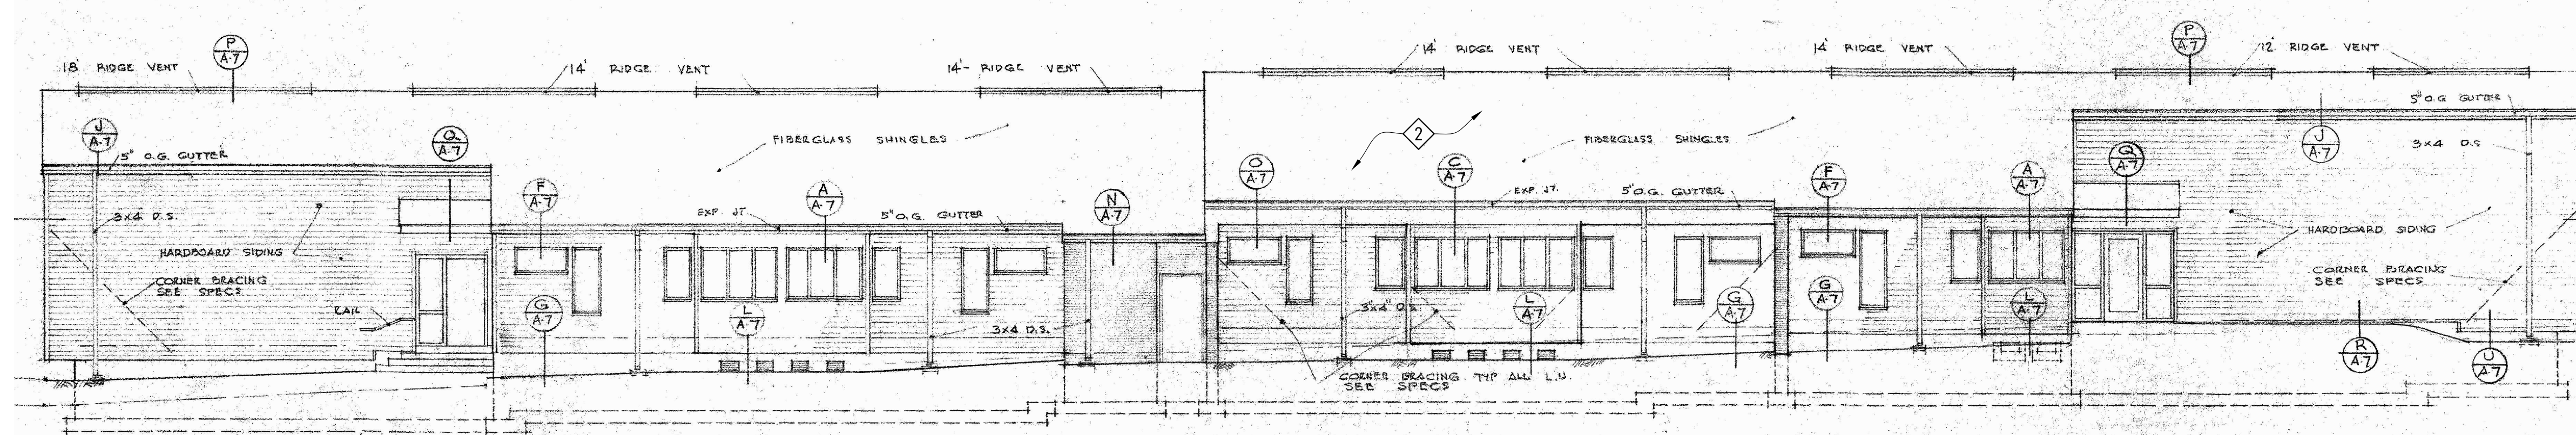 P
A-7
14' RIDGE VENT
14' RIDGE VENT
P
A-7
12' RIDGE VENT
18' RIDGE VENT
14' RIDGE VENT
14'- RIDGE VENT
5" O.G. GUTTER
J
A-7
Q
A-7
FIBERGLASS SHINGLES
2
FIBERGLASS SHINGLES
J
A-7
3x4 D.S.
5" O.G. GUTTER
O
A-7
C
A-7
F
A-7
A
A-7
Q
A-7
F
A-7
A
A-7
N
A-7
EXP. JT.
5" O.G. GUTTER
3x4 D.S.
EXP. JT
5" O.G. GUTTER
HARDBOARD SIDING
HARDBOARD SIDING
CORNER BRACING
SEE SPECS
CORNER BRACING
SEE SPECS
RAIL
G
A-7
L
A-7
3x4 D.S.
3"x4" D.S.
L
A-7
G
A-7
G
A-7
L
A-7
R
A-7
U
A-7
CORNER BRACING TYP ALL L.U.
SEE SPECS